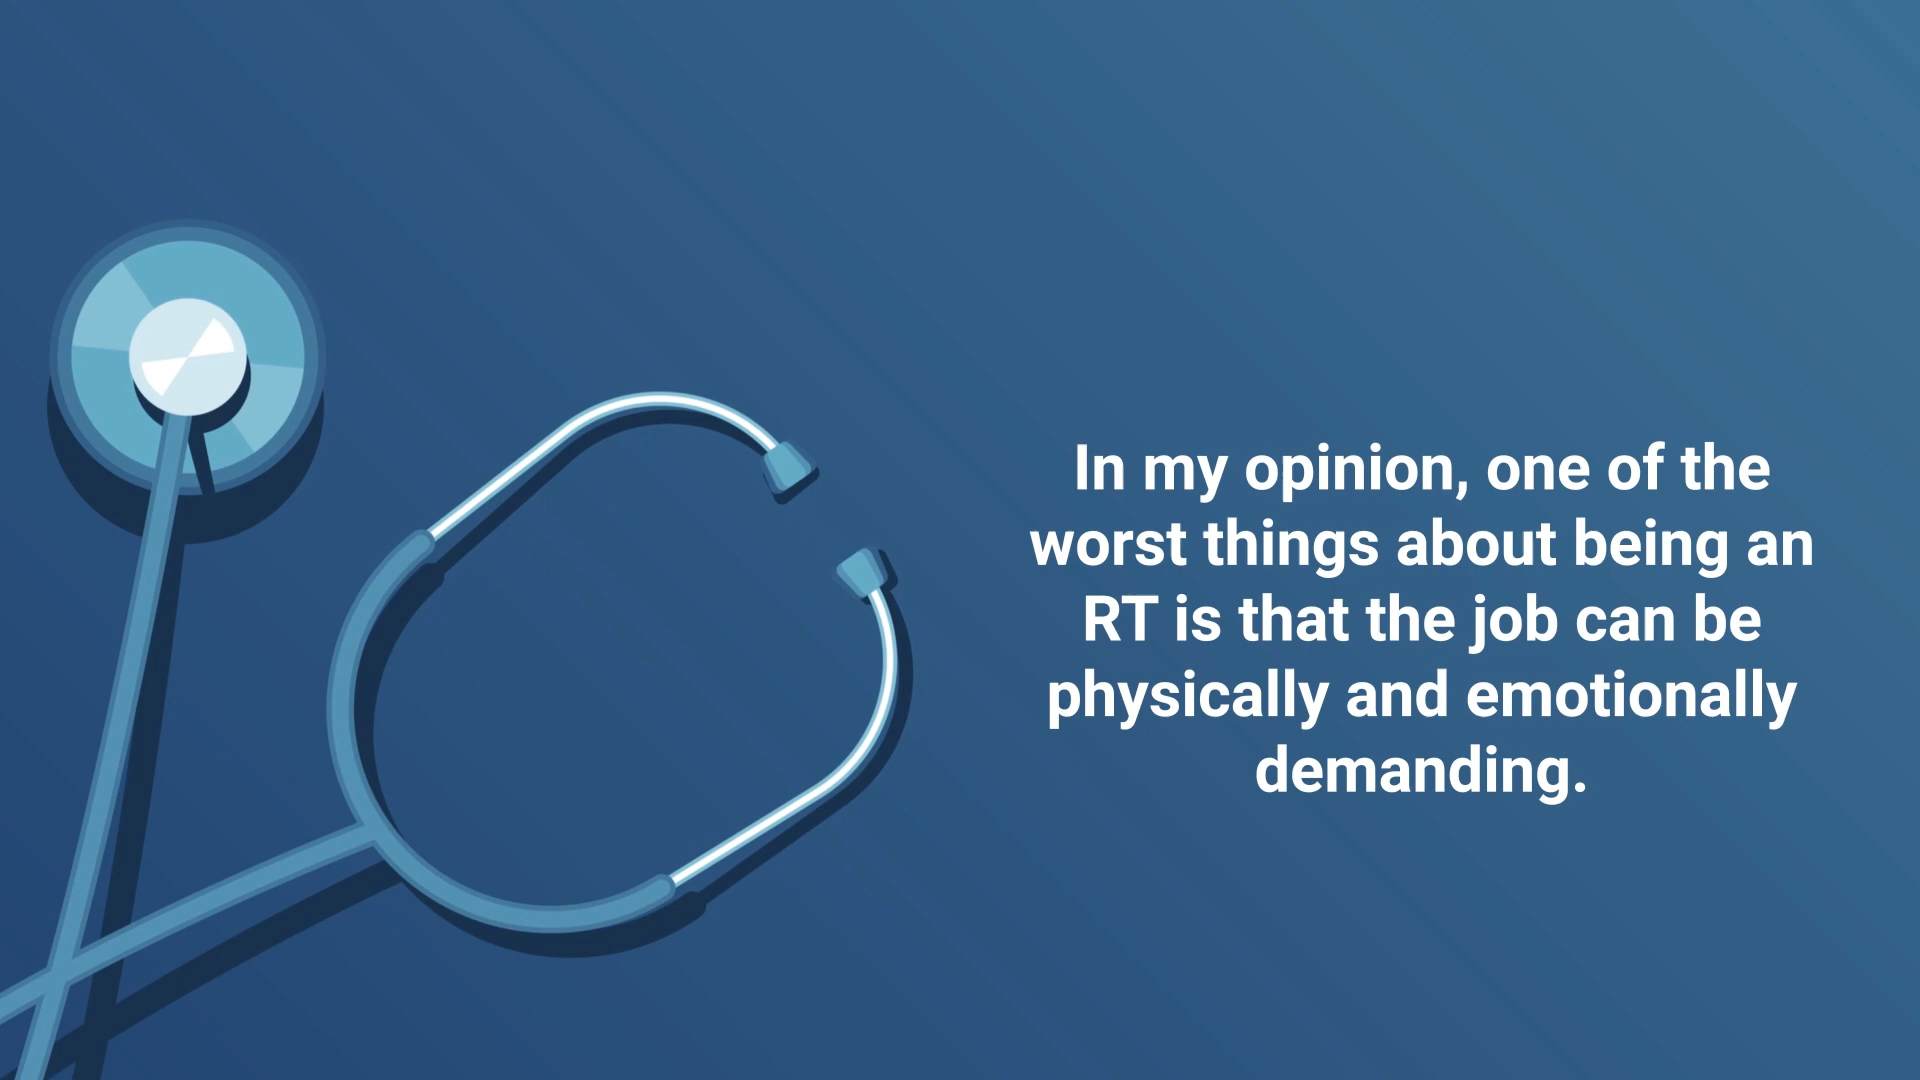 In my opinion, one of the
worst things about being an
RT is that the job can be
physically and emotionally
demanding.